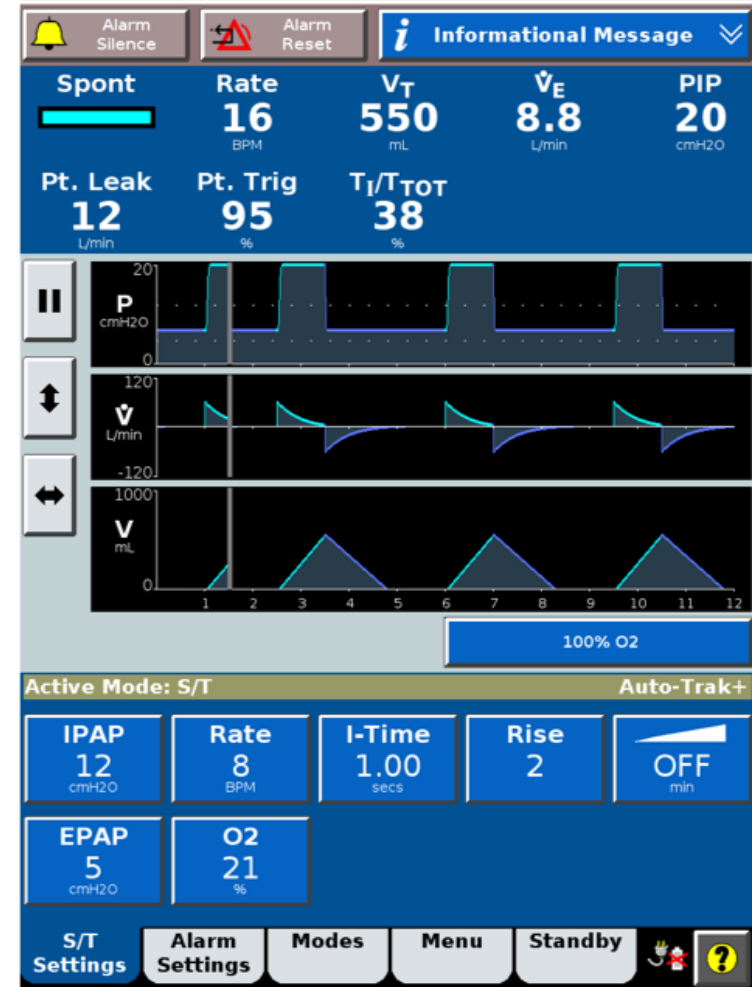 Alarm Silence
Alarm Reset
i Informational Message
Spont Rate VT V̇E PIP
16 550 8.8 20
BPM mL L/min cmH2O
Pt. Leak Pt. Trig TI/TTOT
12 95 38
L/min % %
20
P
cmH2O
0
120
V̇
L/min
-120
1000
V
mL
0
1 2 3 4 5 6 7 8 9 10 11 12
100% O2
Active Mode: S/T Auto-Trak+
IPAP Rate I-Time Rise
12 8 1.00 2 OFF
cmH2O BPM secs min
EPAP O2
5 21
cmH2O %
S/T Settings
Alarm Settings
Modes
Menu
Standby
?